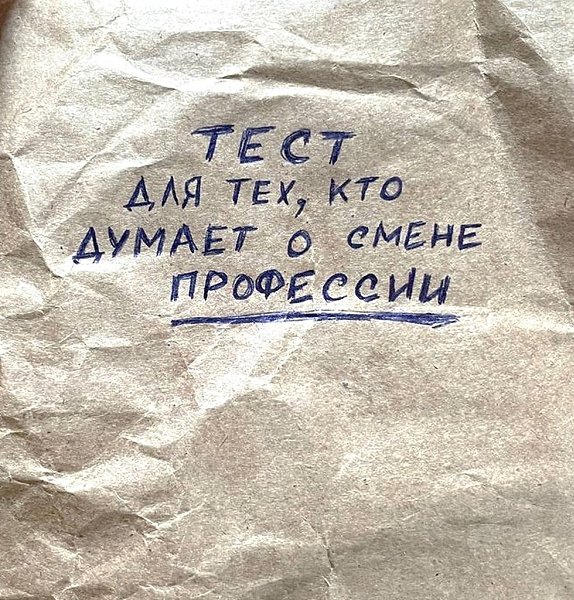 ТЕСТ
ДЛЯ ТЕХ, КТО
ДУМАЕТ О СМЕНЕ
ПРОФЕССИИ